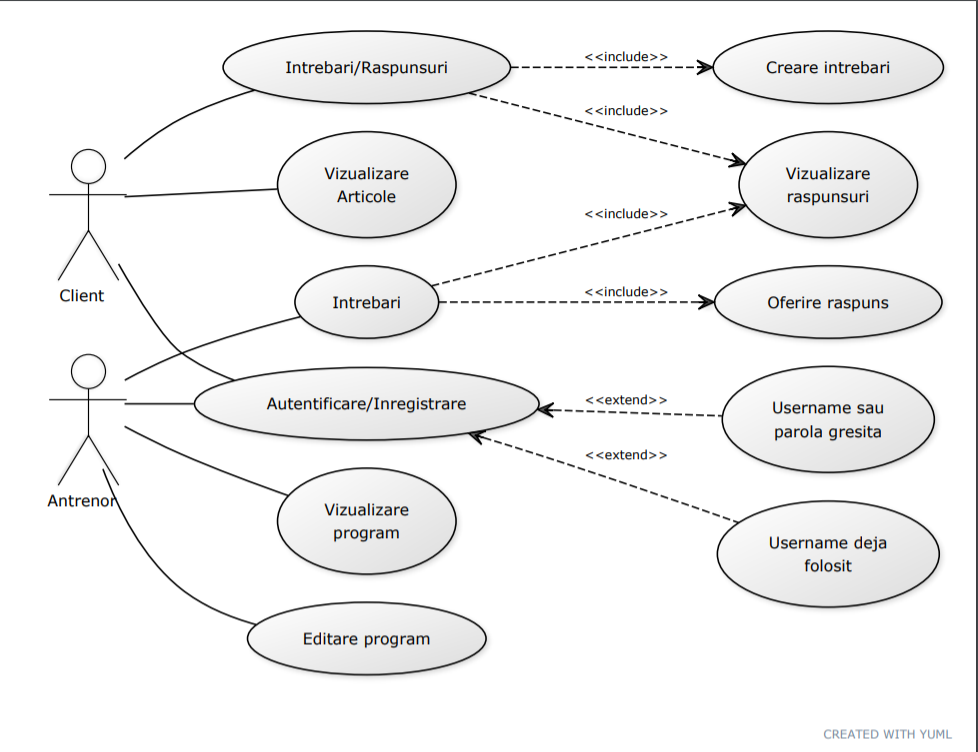 Intrebari/Raspunsuri
<<include>>
Creare intrebari
<<include>>
Vizualizare
Articole
Vizualizare
raspunsuri
<<include>>
Client
Intrebari
<<include>>
Oferire raspuns
Autentificare/Inregistrare
<<extend>>
Username sau
parola gresita
<<extend>>
Antrenor
Vizualizare
program
Username deja
folosit
Editare program
CREATED WITH YUML